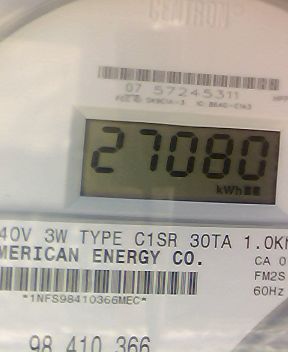 CENTRON
07 57245311
27080
kWh
40V 3W TYPE C1SR 30TA 1.0K
MERICAN ENERGY CO.
CA 0
FM2S
60Hz
*1NFS98410366MEC*
98 410 366